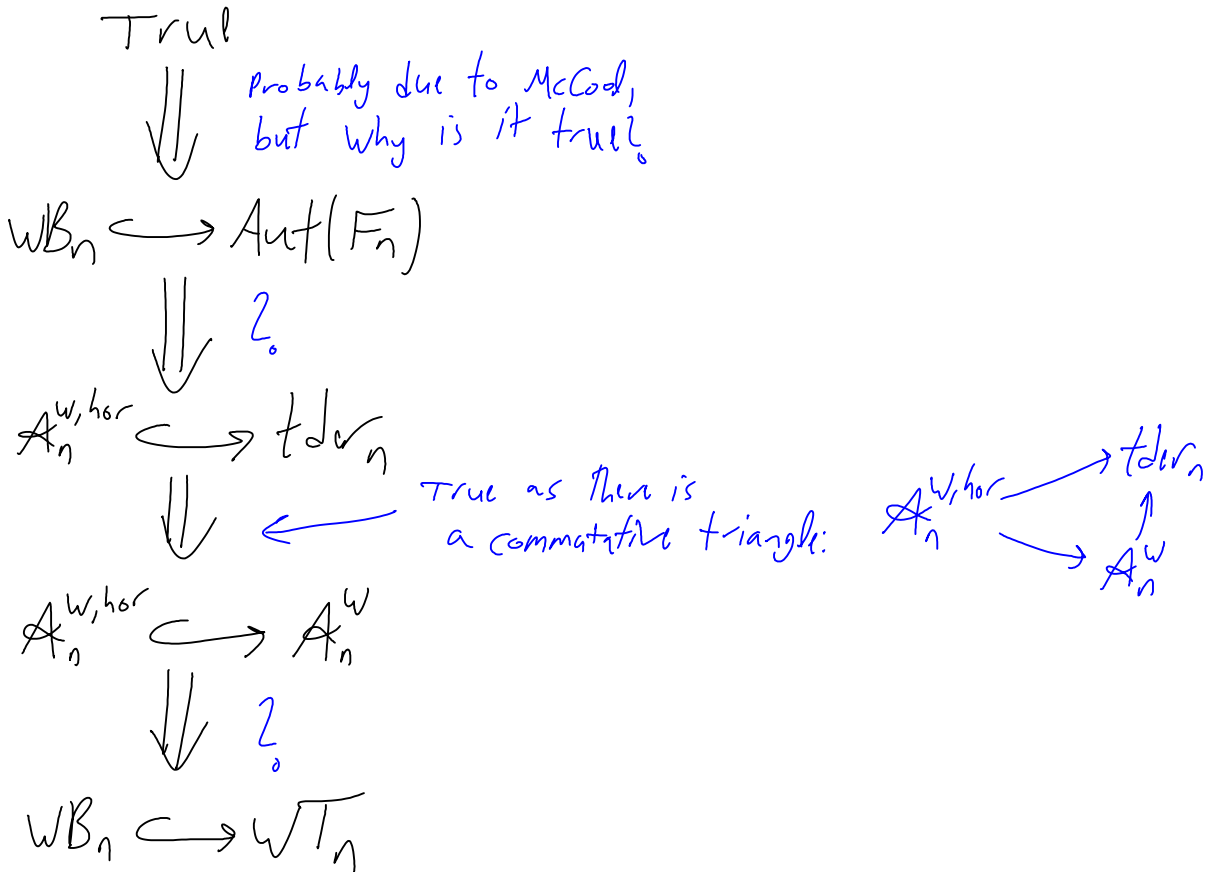 True
Probably due to McCool,
but why is it true?
wB_n ↪ Aut(F_n)
?
A_n^{w,hor} ↪ tder_n
True as there is
a commutative triangle:
A_n^{w,hor} → tder_n
→ A_n^w ↑
A_n^{w,hor} ↪ A_n^w
?
wB_n ↪ wT_n